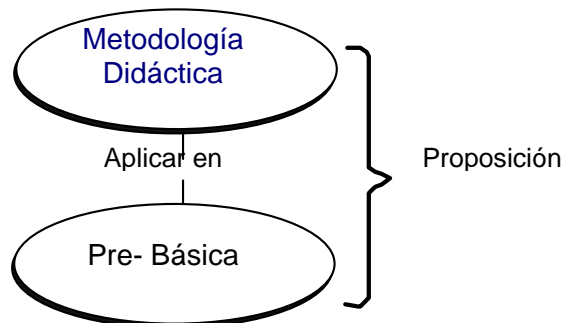 Metodología
Didáctica
Aplicar en
Proposición
Pre- Básica